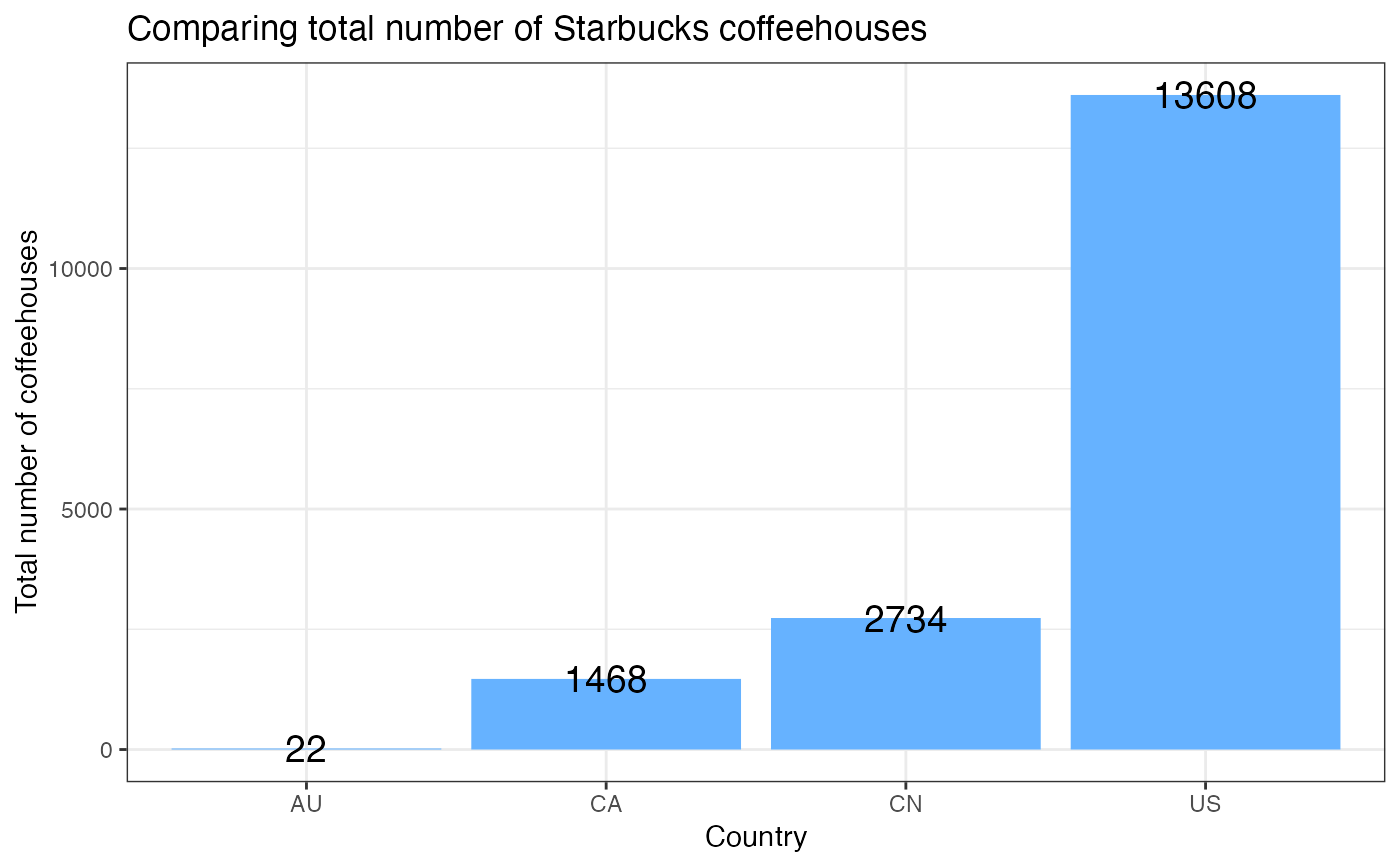 Comparing total number of Starbucks coffeehouses
Total number of coffeehouses
10000
5000
0
13608
2734
1468
22
AU
CA
CN
US
Country